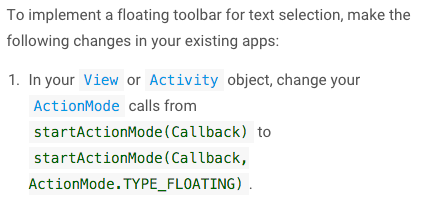 To implement a floating toolbar for text selection, make the
following changes in your existing apps:
1. In your View or Activity object, change your
ActionMode calls from
startActionMode(Callback) to
startActionMode(Callback,
ActionMode.TYPE_FLOATING) .